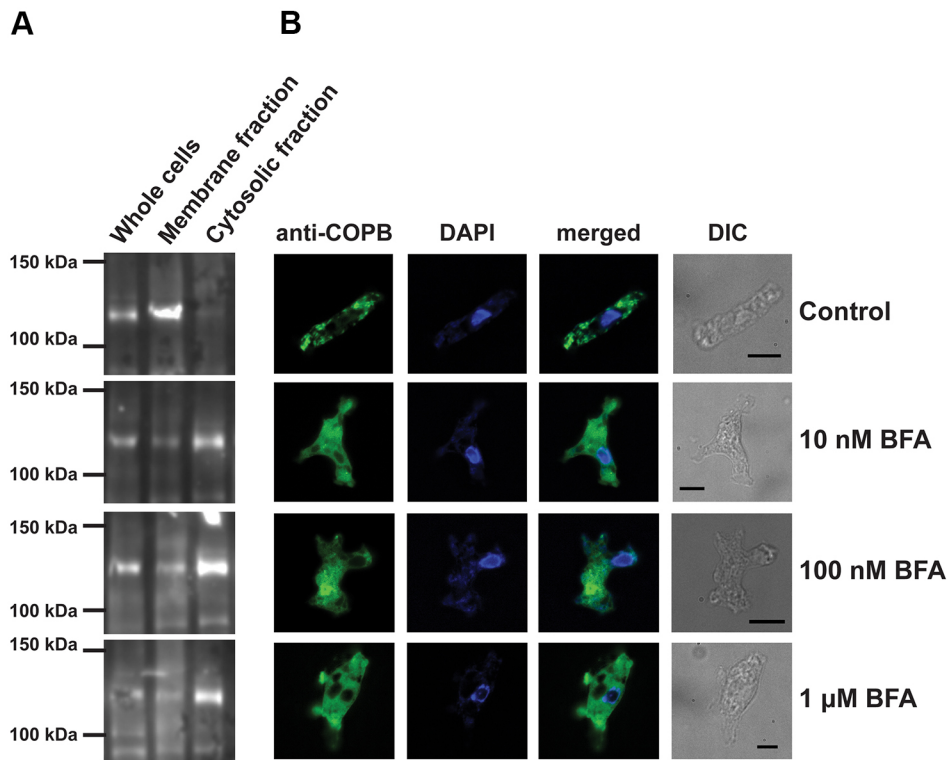 A
B
Whole cells
Membrane fraction
Cytosolic fraction
anti-COPB
DAPI
merged
DIC
150 kDa
100 kDa
Control
150 kDa
100 kDa
10 nM BFA
150 kDa
100 kDa
100 nM BFA
150 kDa
100 kDa
1 µM BFA